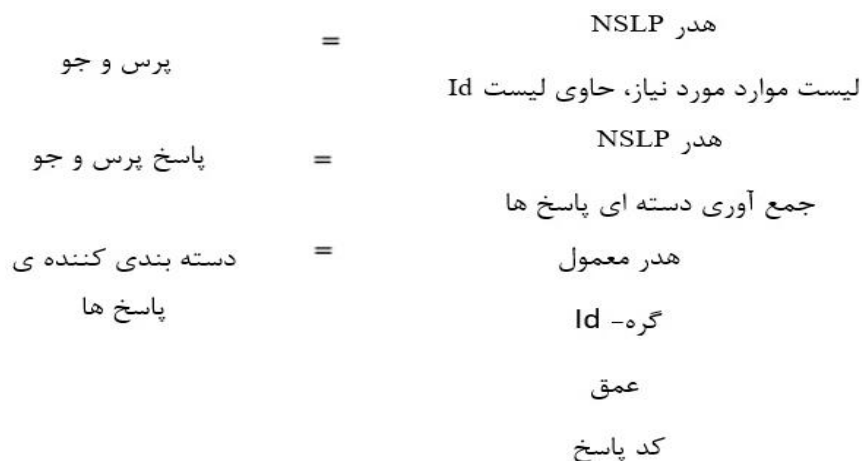 پرس و جو = هدر NSLP
لیست موارد مورد نیاز، حاوی لیست Id
پاسخ پرس و جو = هدر NSLP
جمع آوری دسته ای پاسخ ها
دسته بندی کننده ی = هدر معمول
پاسخ ها
گره- Id
عمق
کد پاسخ